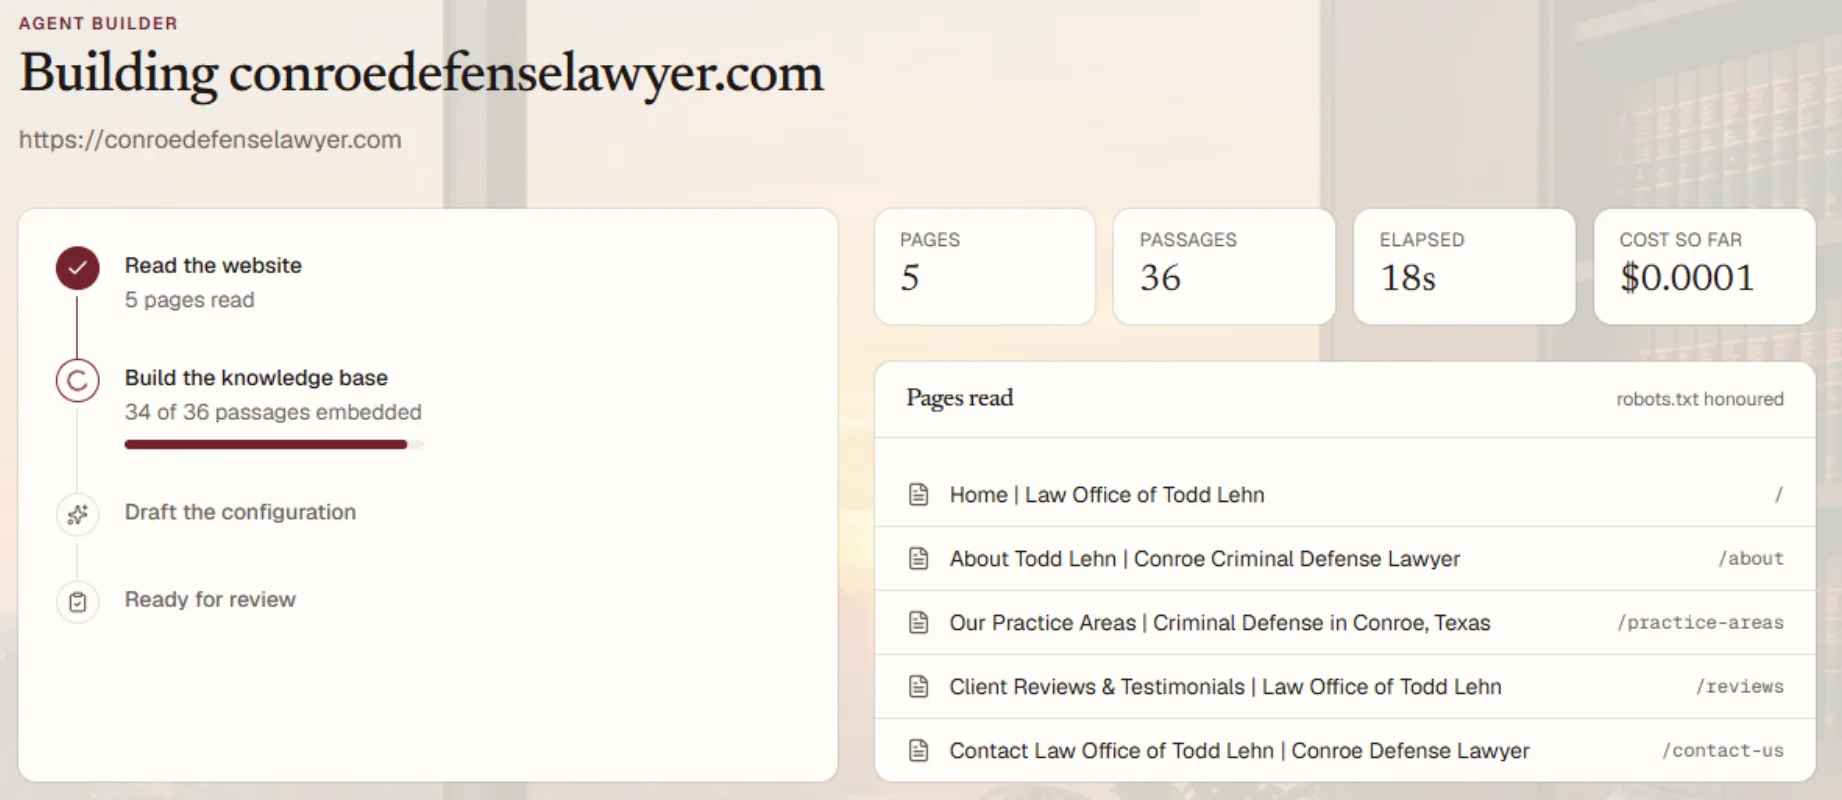 AGENT BUILDER
Building conroedefenselawyer.com
https://conroedefenselawyer.com
Read the website
5 pages read
Build the knowledge base
34 of 36 passages embedded
Draft the configuration
Ready for review
PAGES
5
PASSAGES
36
ELAPSED
18s
COST SO FAR
$0.0001
Pages read
robots.txt honoured
Home | Law Office of Todd Lehn
/
About Todd Lehn | Conroe Criminal Defense Lawyer
/about
Our Practice Areas | Criminal Defense in Conroe, Texas
/practice-areas
Client Reviews & Testimonials | Law Office of Todd Lehn
/reviews
Contact Law Office of Todd Lehn | Conroe Defense Lawyer
/contact-us